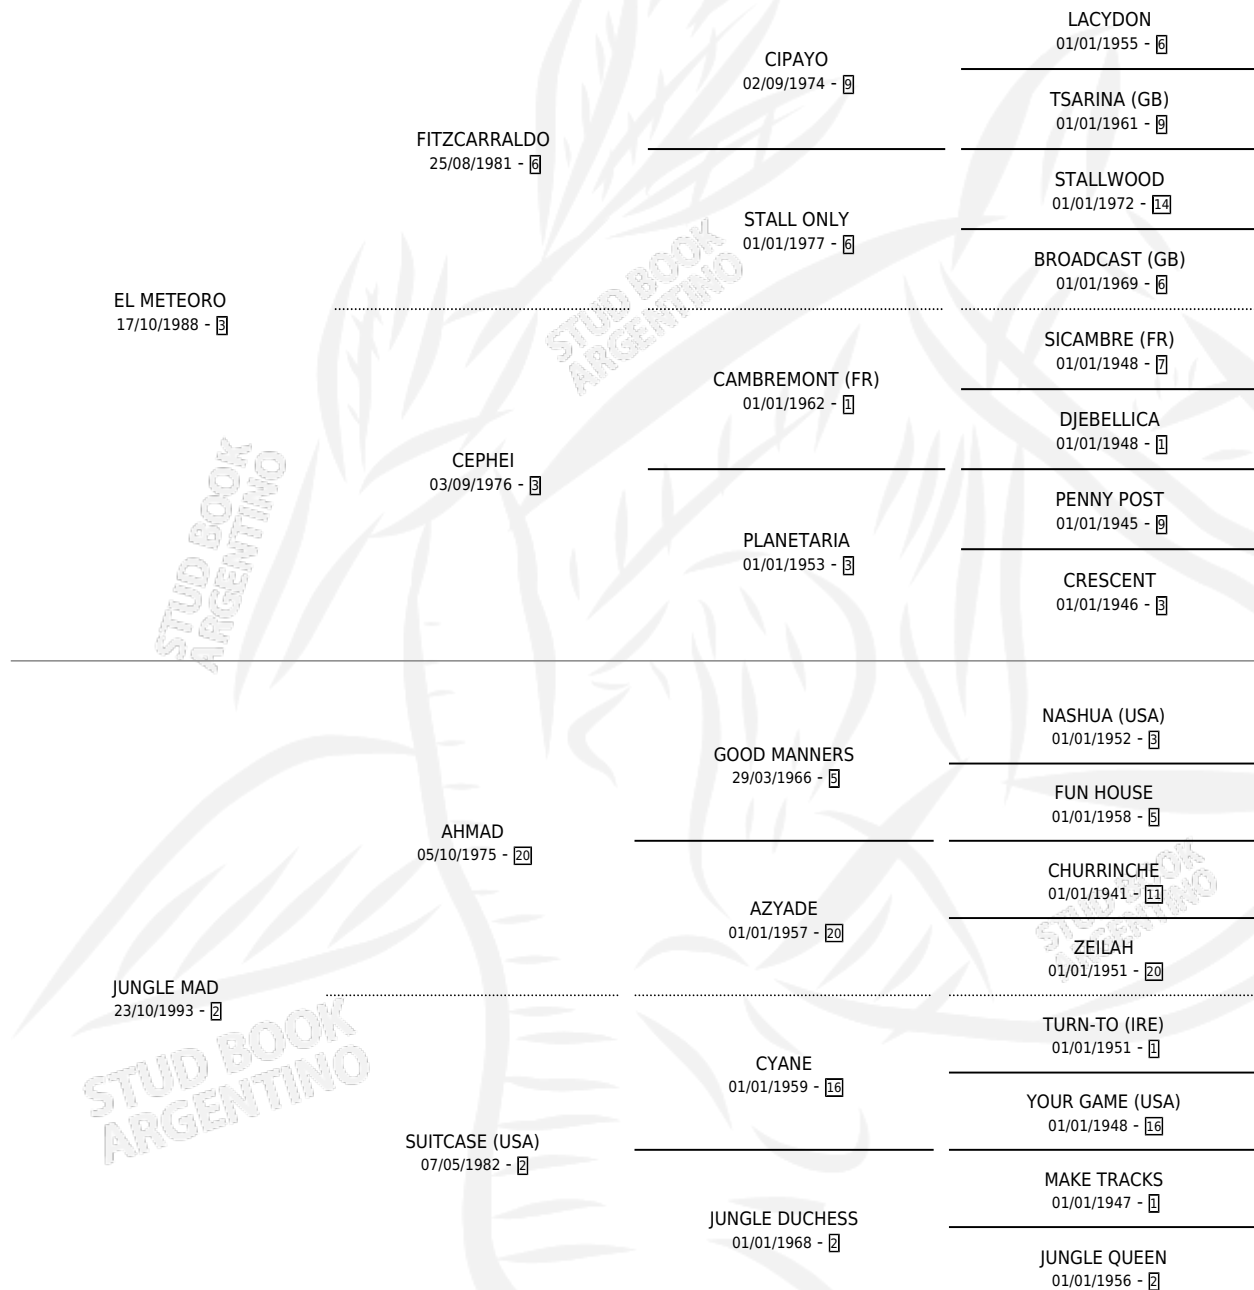 LACYDON
01/01/1955 - 6
CIPAYO
02/09/1974 - 9
TSARINA (GB)
01/01/1961 - 9
FITZCARRALDO
25/08/1981 - 6
STALLWOOD
01/01/1972 - 14
STALL ONLY
01/01/1977 - 6
BROADCAST (GB)
01/01/1969 - 6
EL METEORO
17/10/1988 - 3
SICAMBRE (FR)
01/01/1948 - 7
CAMBREMONT (FR)
01/01/1962 - 1
DJEBELLICA
01/01/1948 - 1
CEPHEI
03/09/1976 - 3
PENNY POST
01/01/1945 - 9
PLANETARIA
01/01/1953 - 3
CRESCENT
01/01/1946 - 3
STUD BOOK
ARGENTINO
STUD BOOK
ARGENTINO
NASHUA (USA)
01/01/1952 - 3
GOOD MANNERS
29/03/1966 - 5
FUN HOUSE
01/01/1958 - 5
AHMAD
05/10/1975 - 20
CHURRINCHE
01/01/1941 - 11
AZYADE
01/01/1957 - 20
ZEILAH
01/01/1951 - 20
STUD BOOK
ARGENTINO
JUNGLE MAD
23/10/1993 - 2
TURN-TO (IRE)
01/01/1951 - 1
CYANE
01/01/1959 - 16
YOUR GAME (USA)
01/01/1948 - 16
SUITCASE (USA)
07/05/1982 - 2
MAKE TRACKS
01/01/1947 - 1
JUNGLE DUCHESS
01/01/1968 - 2
JUNGLE QUEEN
01/01/1956 - 2
STUD BOOK
ARGENTINO